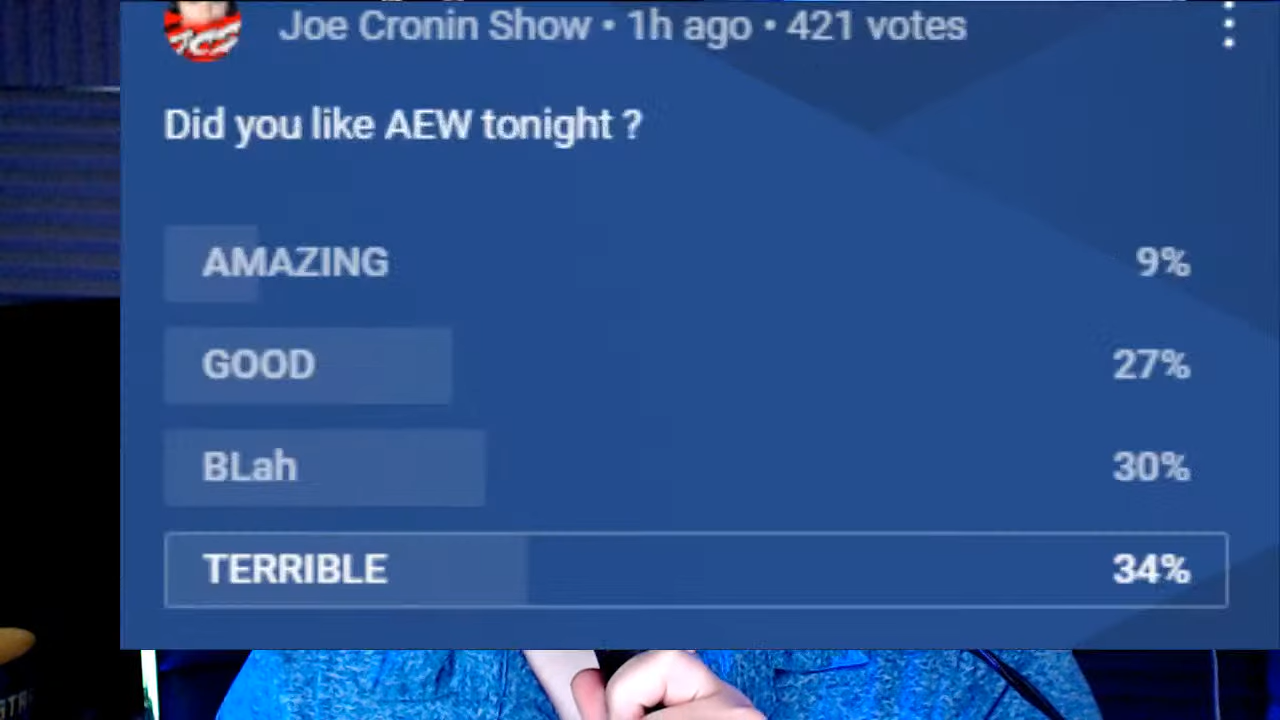 JCS
Joe Cronin Show • 1h ago • 421 votes
Did you like AEW tonight ?
AMAZING 9%
GOOD 27%
BLah 30%
TERRIBLE 34%